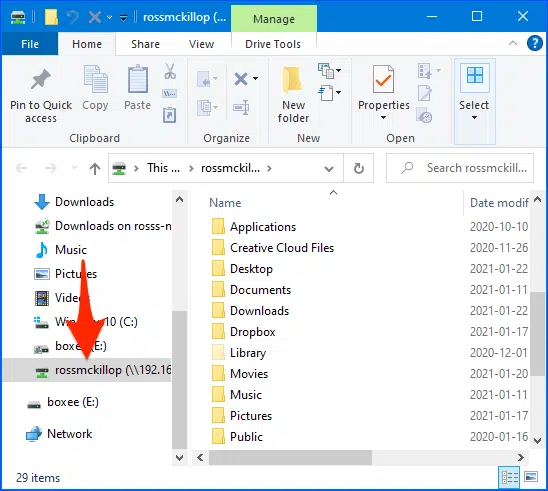 rossmckillop (...
Manage
File
Home
Share
View
Drive Tools
Pin to Quick access
Copy
Paste
New folder
Properties
Select
Clipboard
Organize
New
Open
This ...
rossmckil...
Search rossmckill...
Downloads
Downloads on rosss-m
Music
Pictures
Windows 10 (C:)
boxee (E:)
rossmckillop (\\192.16
boxee (E:)
Network
Name
Date modif
Applications 2020-10-10
Creative Cloud Files 2020-11-26
Desktop 2021-01-22
Documents 2021-01-11
Downloads 2021-01-22
Dropbox 2021-01-17
Library 2020-12-01
Movies 2021-01-20
Music 2021-01-11
Pictures 2021-01-17
Public 2020-01-16
29 items